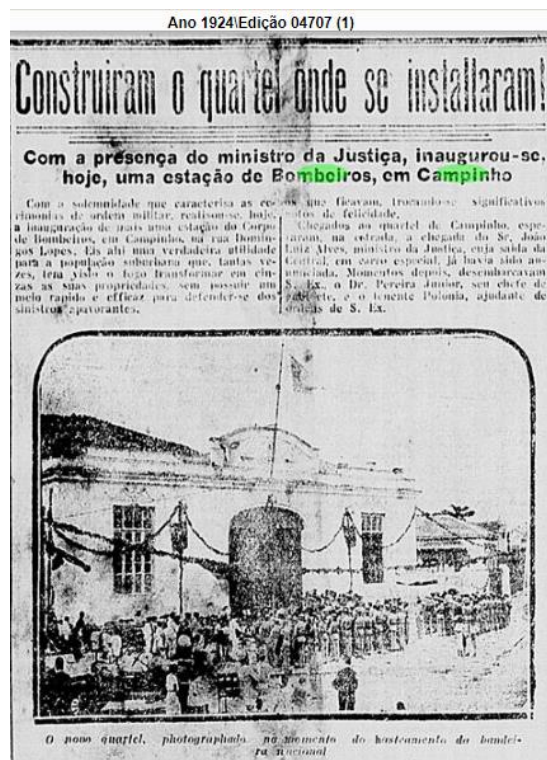 Ano 1924\Edição 04707 (1)
Construiram o quartel onde se installaram!
Com a presença do ministro da Justiça, inaugurou-se,
hoje, uma estação de Bombeiros, em Campinho
Com a solemnidade que caracterisa as ce-
rimonias de ordem militar, realisou-se, hoje,
a inauguração de mais uma estação do Corpo
de Bombeiros, em Campinho, na rua Domin-
gos Lopes. Eis ahi uma verdadeira utilidade
para a população suburbana que, tantas ve-
zes, tem visto o fogo transformar em cin-
zas as suas propriedades, sem possuir um
meio rapido e efficaz para defender-se dos
sinistros apavorantes.
os que ficavam, trocando-se significativos
votos de felicidade.
Chegados ao quartel de Campinho, espe-
raram, na estrada, a chegada do Sr. João
Luiz Alves, ministro da Justiça, cuja saida da
Central, em carro especial, já havia sido an-
nunciada. Momentos depois, desembarcavam
S. Ex., o Dr. Pereira Junior, seu chefe de
gabinete, e o tenente Polonia, ajudante de
ordens de S. Ex.
O novo quartel, photographado no momento do hasteamento da bandei-
ra nacional